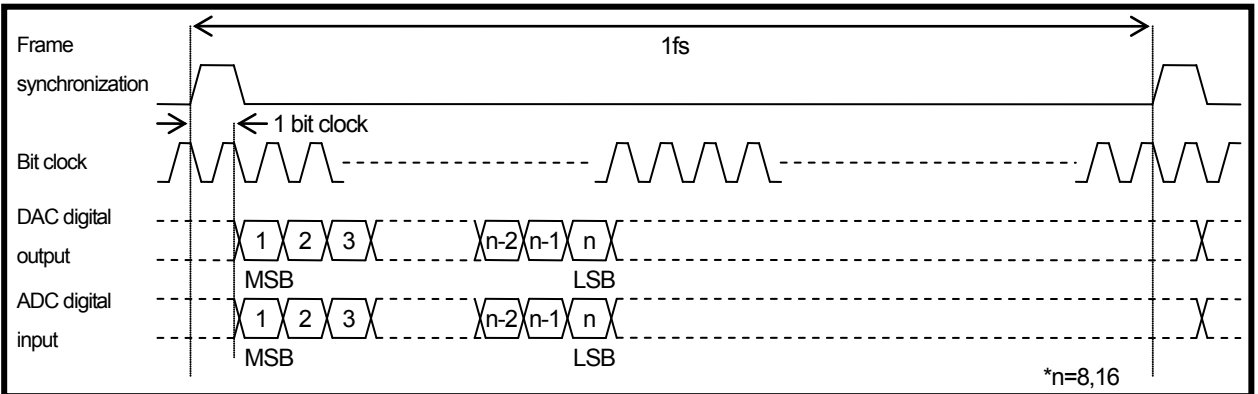 Frame
synchronization
1fs
1 bit clock
Bit clock
DAC digital
output
1 2 3 n-2 n-1 n
MSB LSB
ADC digital
input
1 2 3 n-2 n-1 n
MSB LSB
*n=8,16